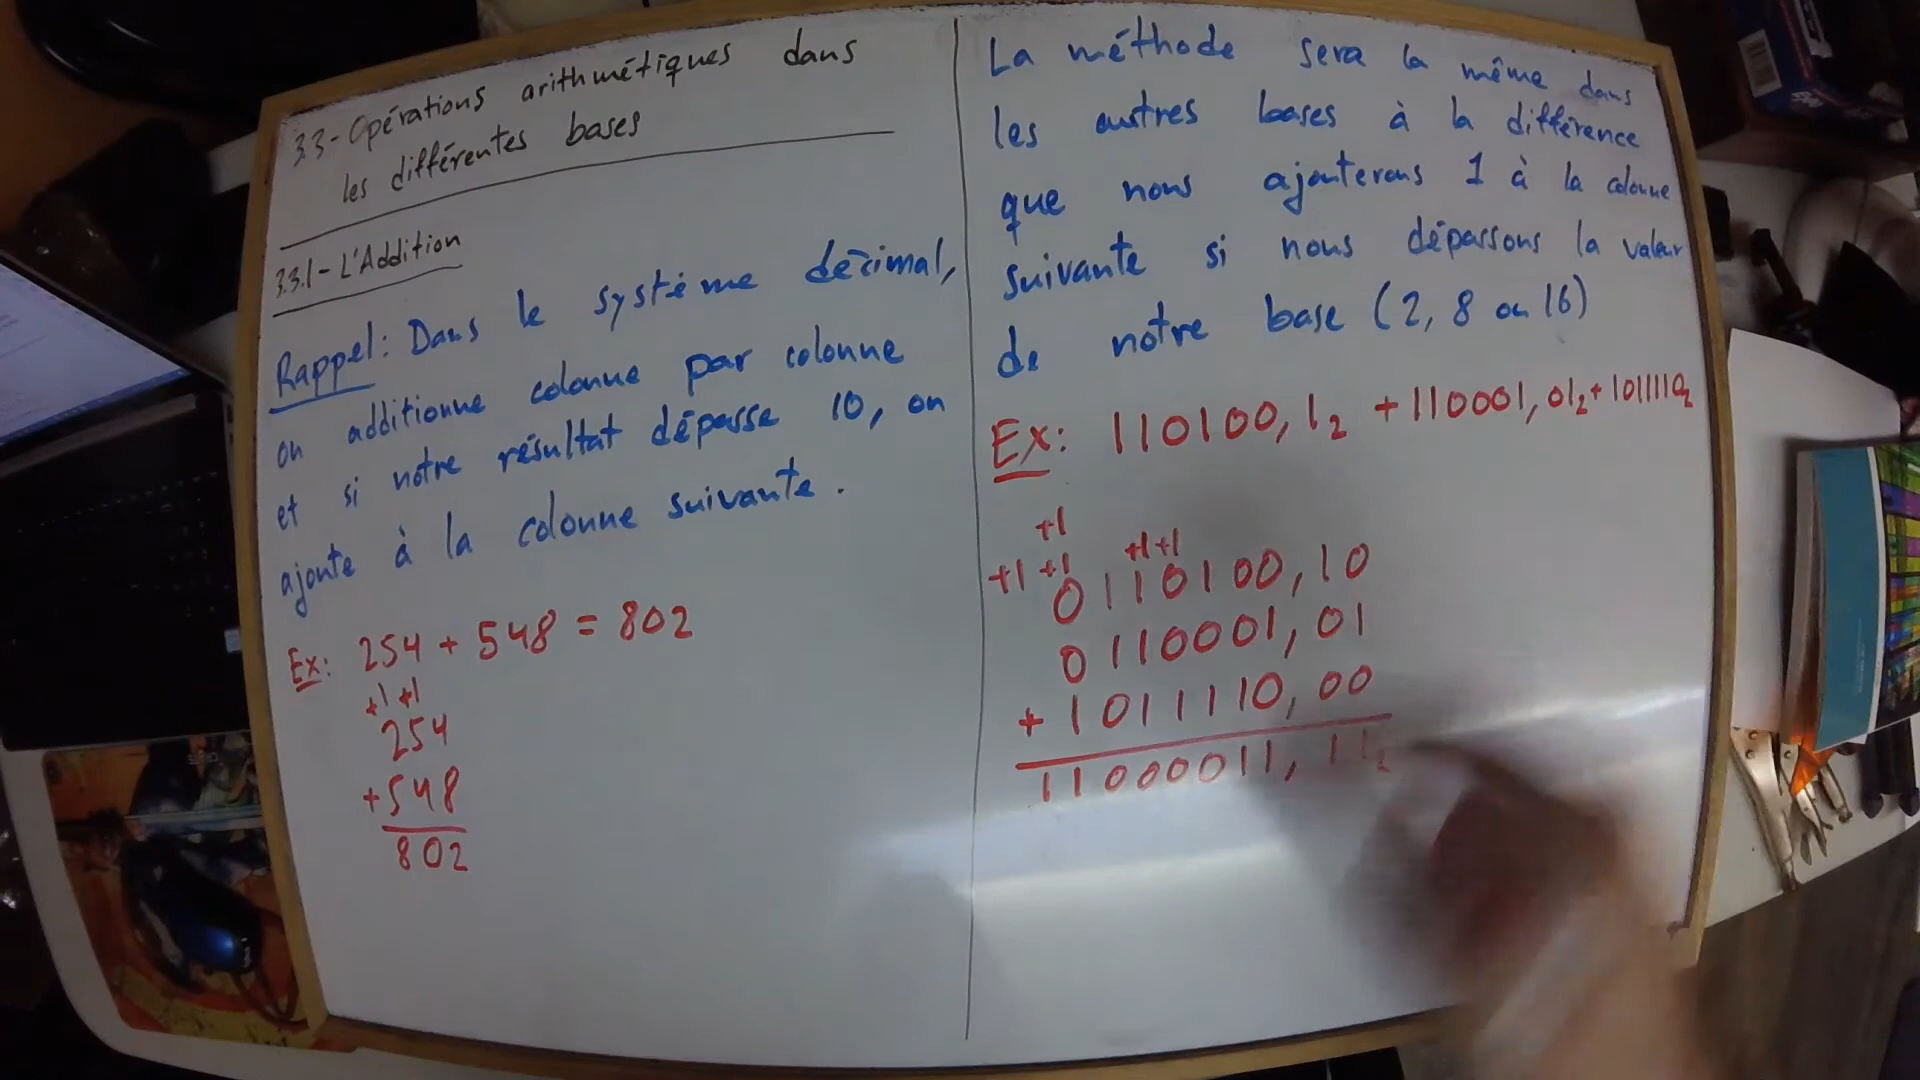 3.3- Opérations arithmétiques dans
les différentes bases
3.3.1- L'Addition
Rappel: Dans le système décimal,
on additionne colonne par colonne
et si notre résultat dépasse 10, on
ajoute à la colonne suivante.
Ex: 254 + 548 = 802
+1 +1
254
+548
802
La méthode sera la même dans
les autres bases à la différence
que nous ajouterons 1 à la colonne
suivante si nous dépassons la valeur
de notre base (2, 8 ou 16)
Ex: 110100,1₂ + 110001,01₂ + 1011110₂
+1
+1 +1 +1 +1
0110100,10
0110001,01
+ 1011110,00
11000011,11₂